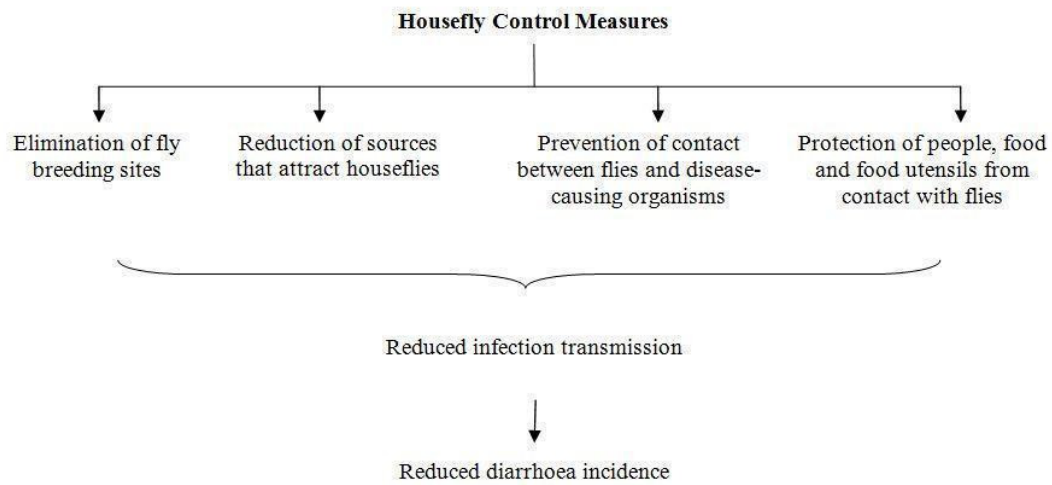 Housefly Control Measures
Elimination of fly
breeding sites
Reduction of sources
that attract houseflies
Prevention of contact
between flies and disease-
causing organisms
Protection of people, food
and food utensils from
contact with flies
Reduced infection transmission
Reduced diarrhoea incidence